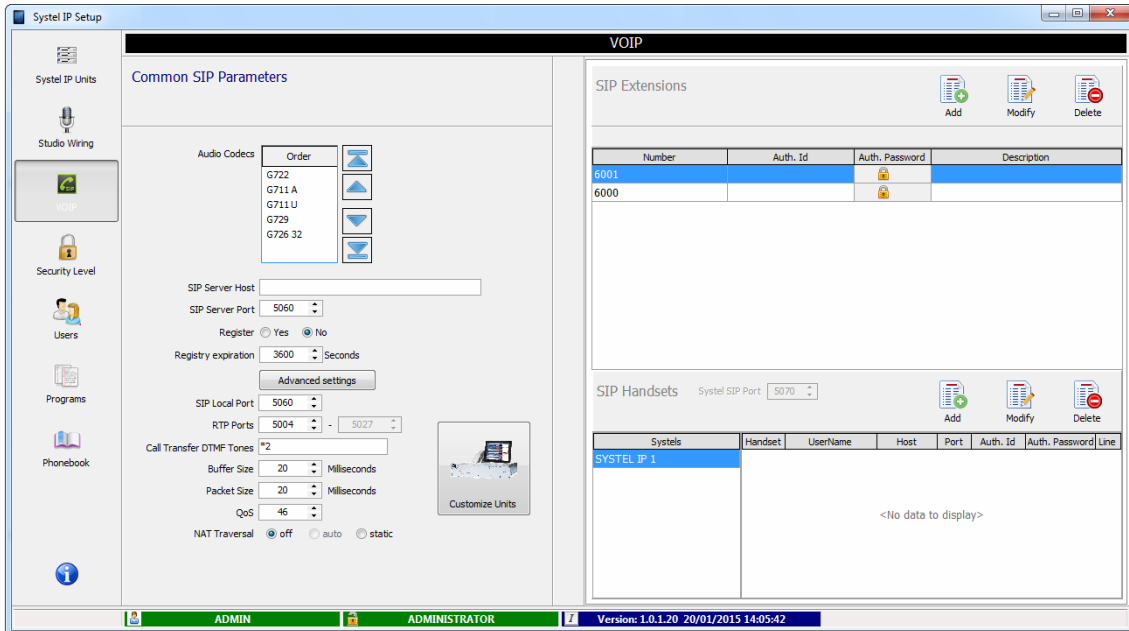 Systel IP Setup
VOIP
Systel IP Units
Studio Wiring
VOIP
Security Level
Users
Programs
Phonebook
Common SIP Parameters
Audio Codecs
Order
G722
G711 A
G711 U
G729
G726 32
SIP Server Host
SIP Server Port 5060
Register Yes No
Registry expiration 3600 Seconds
Advanced settings
SIP Local Port 5060
RTP Ports 5004 - 5027
Call Transfer DTMF Tones *2
Buffer Size 20 Milliseconds
Packet Size 20 Milliseconds
QoS 46
NAT Traversal off auto static
Customize Units
SIP Extensions
Add Modify Delete
Number Auth. Id Auth. Password Description
6001
6000
SIP Handsets Systel SIP Port 5070
Add Modify Delete
Systels Handset UserName Host Port Auth. Id Auth. Password Line
SYSTEL IP 1
<No data to display>
ADMIN ADMINISTRATOR I Version: 1.0.1.20 20/01/2015 14:05:42